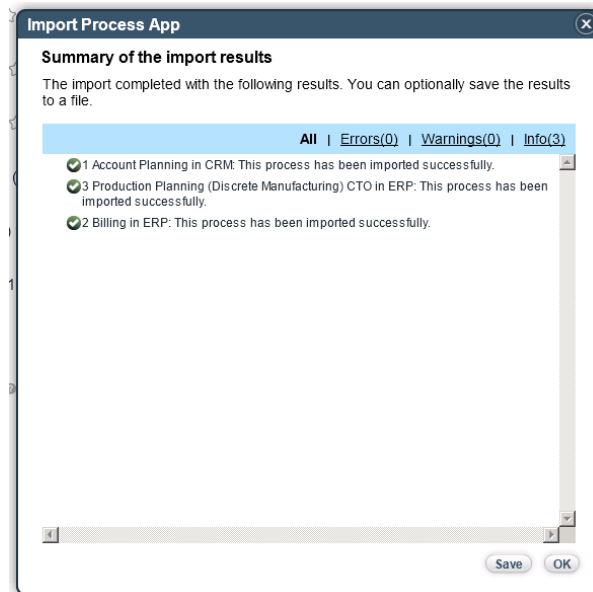 Import Process App
Summary of the import results
The import completed with the following results. You can optionally save the results
to a file.
All | Errors(0) | Warnings(0) | Info(3)
1 Account Planning in CRM: This process has been imported successfully.
3 Production Planning (Discrete Manufacturing) CTO in ERP: This process has been
imported successfully.
2 Billing in ERP: This process has been imported successfully.
Save OK